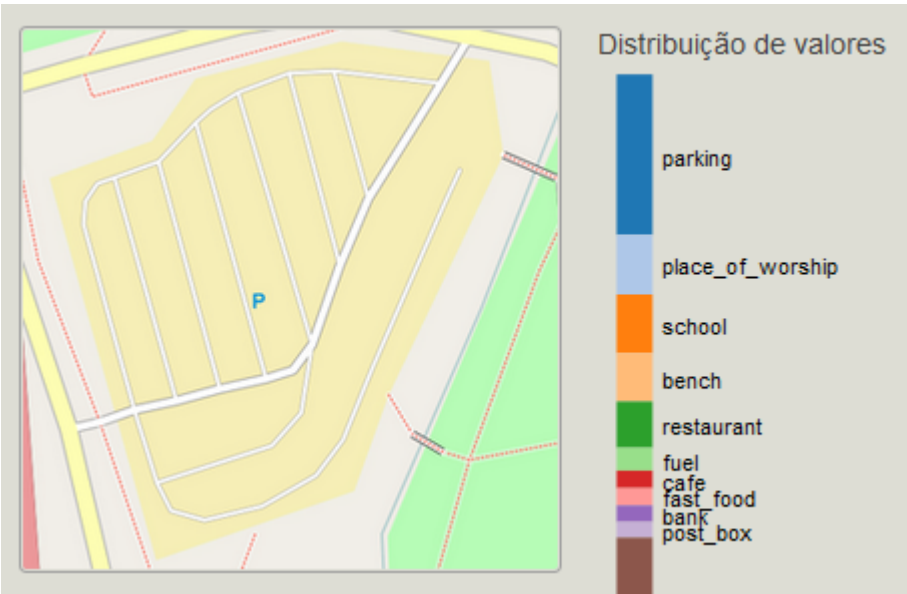 Distribuição de valores
parking
place_of_worship
school
bench
restaurant
fuel
cafe
fast_food
bank
post_box
P